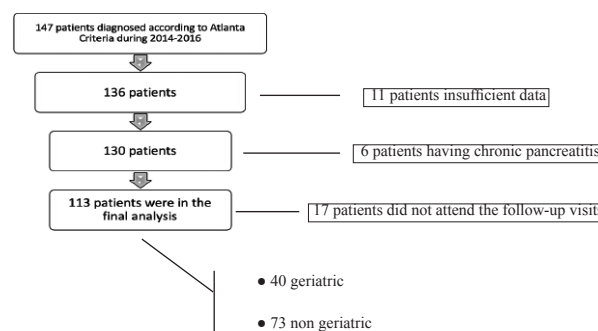 147 patients diagnosed according to Atlanta
Criteria during 2014-2016
136 patients
11 patients insufficient data
130 patients
6 patients having chronic pancreatitis
113 patients were in the
final analysis
17 patients did not attend the follow-up visits
● 40 geriatric
● 73 non geriatric